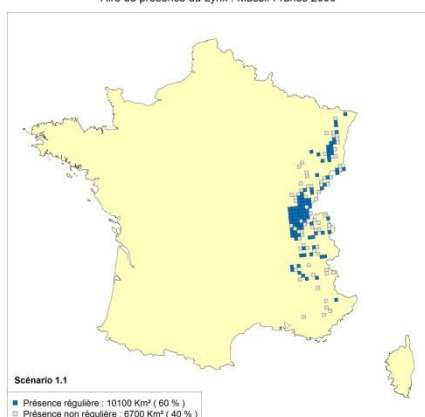 Aire de présence du Lynx : Massif France
Scénario 1.1
Présence régulière : 10100 Km² ( 60 % )
Présence non régulière : 6700 Km² ( 40 % )